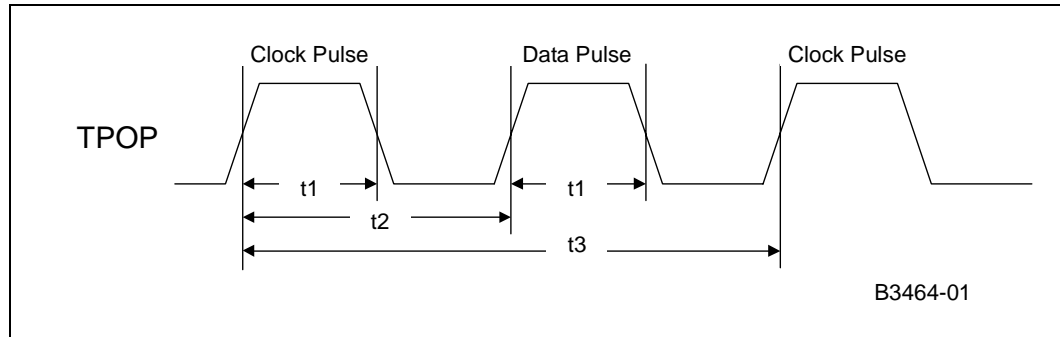 Clock Pulse Data Pulse Clock Pulse
TPOP
t1 t1
t2
t3
B3464-01